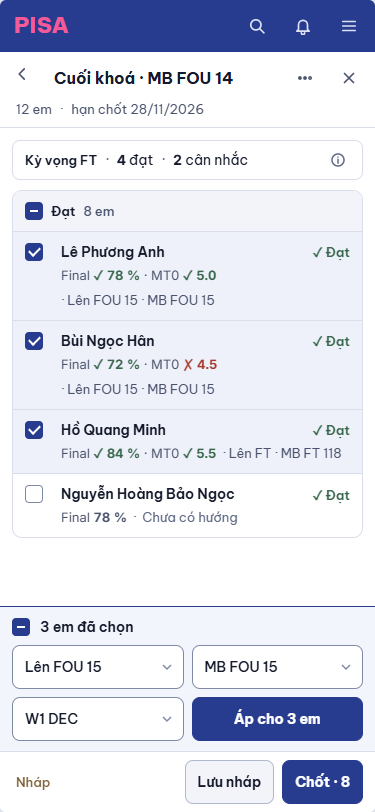 PISA
Cuối khoá · MB FOU 14
12 em · hạn chốt 28/11/2026
Kỳ vọng FT · 4 đạt · 2 cân nhắc
Đạt 8 em
Lê Phương Anh ✓ Đạt
Final ✓ 78 % · MT0 ✓ 5.0
· Lên FOU 15 · MB FOU 15
Bùi Ngọc Hân ✓ Đạt
Final ✓ 72 % · MT0 ✗ 4.5
· Lên FOU 15 · MB FOU 15
Hồ Quang Minh ✓ Đạt
Final ✓ 84 % · MT0 ✓ 5.5 · Lên FT · MB FT 118
Nguyễn Hoàng Bảo Ngọc ✓ Đạt
Final 78 % · Chưa có hướng
3 em đã chọn
Lên FOU 15 MB FOU 15
W1 DEC Áp cho 3 em
Nháp Lưu nháp Chốt · 8